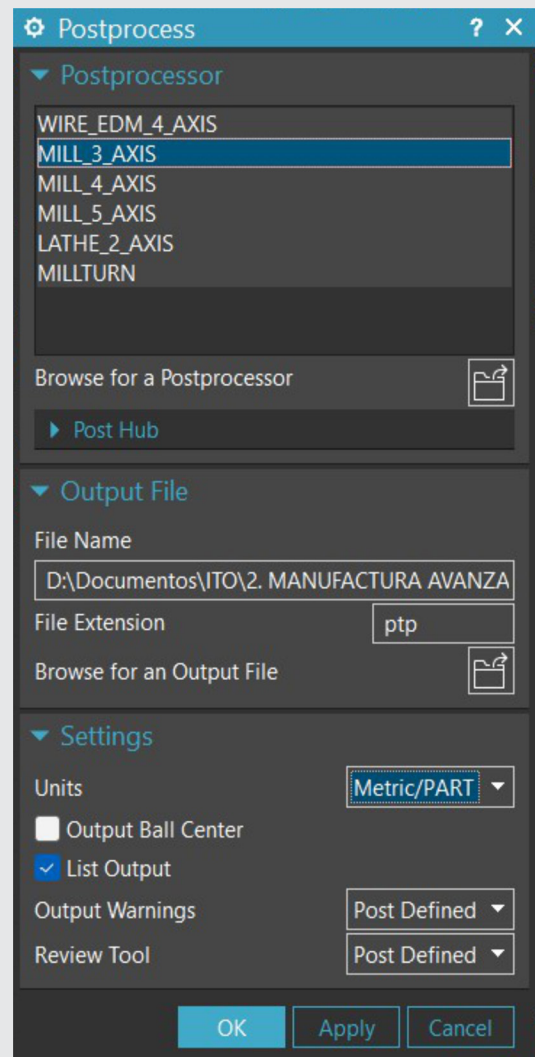 Postprocess ? ×
Postprocessor
WIRE_EDM_4_AXIS
MILL_3_AXIS
MILL_4_AXIS
MILL_5_AXIS
LATHE_2_AXIS
MILLTURN
Browse for a Postprocessor
Post Hub
Output File
File Name
D:\Documentos\ITO\2. MANUFACTURA AVANZA
File Extension ptp
Browse for an Output File
Settings
Units Metric/PART
Output Ball Center
List Output
Output Warnings Post Defined
Review Tool Post Defined
OK Apply Cancel